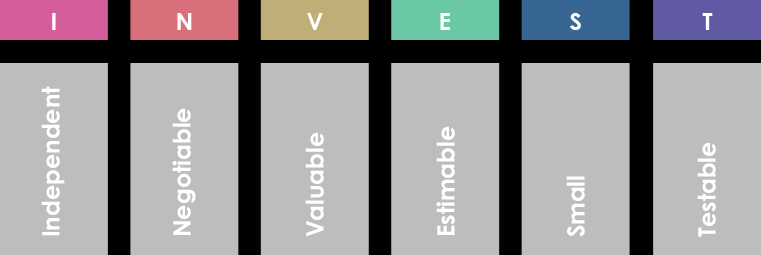 I N V E S T
Independent
Negotiable
Valuable
Estimable
Small
Testable